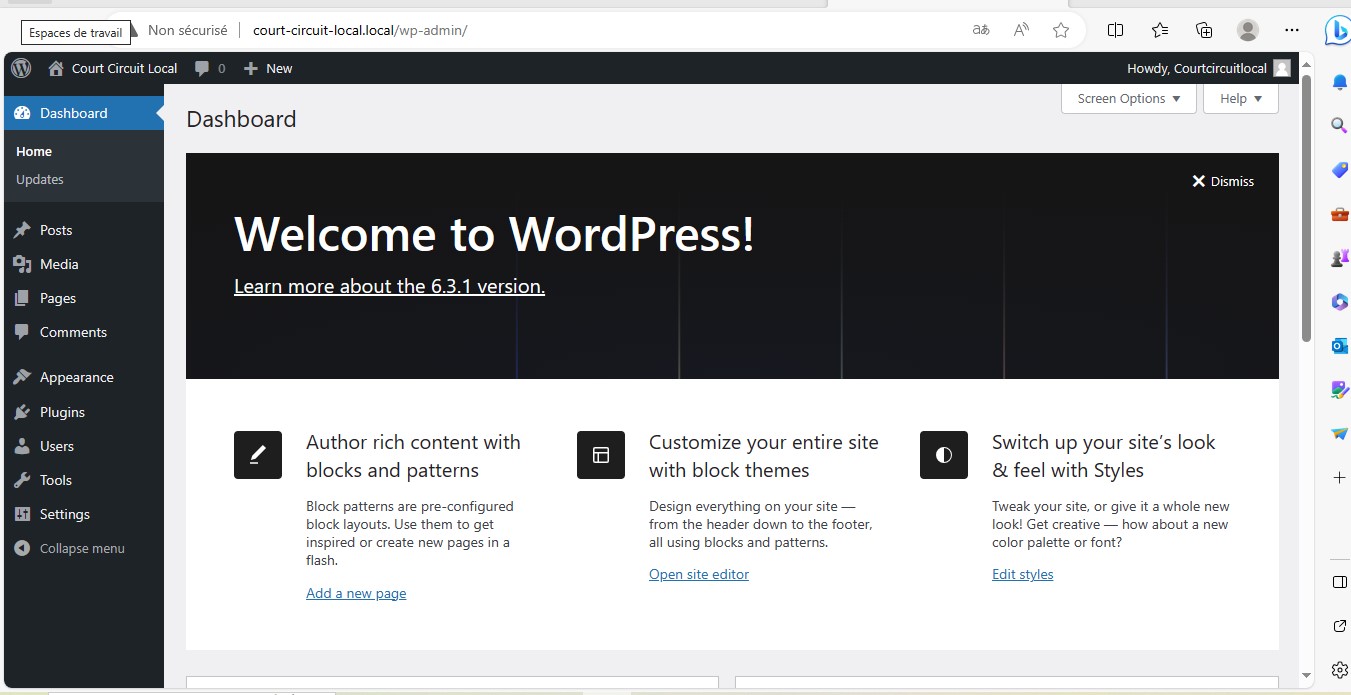 Espaces de travail
Non sécurisé
court-circuit-local.local/wp-admin/
Court Circuit Local
0
New
Howdy, Courtcircuitlocal
Dashboard
Home
Updates
Posts
Media
Pages
Comments
Appearance
Plugins
Users
Tools
Settings
Collapse menu
Screen Options
Help
Dashboard
Dismiss
Welcome to WordPress!
Learn more about the 6.3.1 version.
Author rich content with
blocks and patterns
Block patterns are pre-configured
block layouts. Use them to get
inspired or create new pages in a
flash.
Add a new page
Customize your entire site
with block themes
Design everything on your site —
from the header down to the footer,
all using blocks and patterns.
Open site editor
Switch up your site’s look
& feel with Styles
Tweak your site, or give it a whole new
look! Get creative — how about a new
color palette or font?
Edit styles